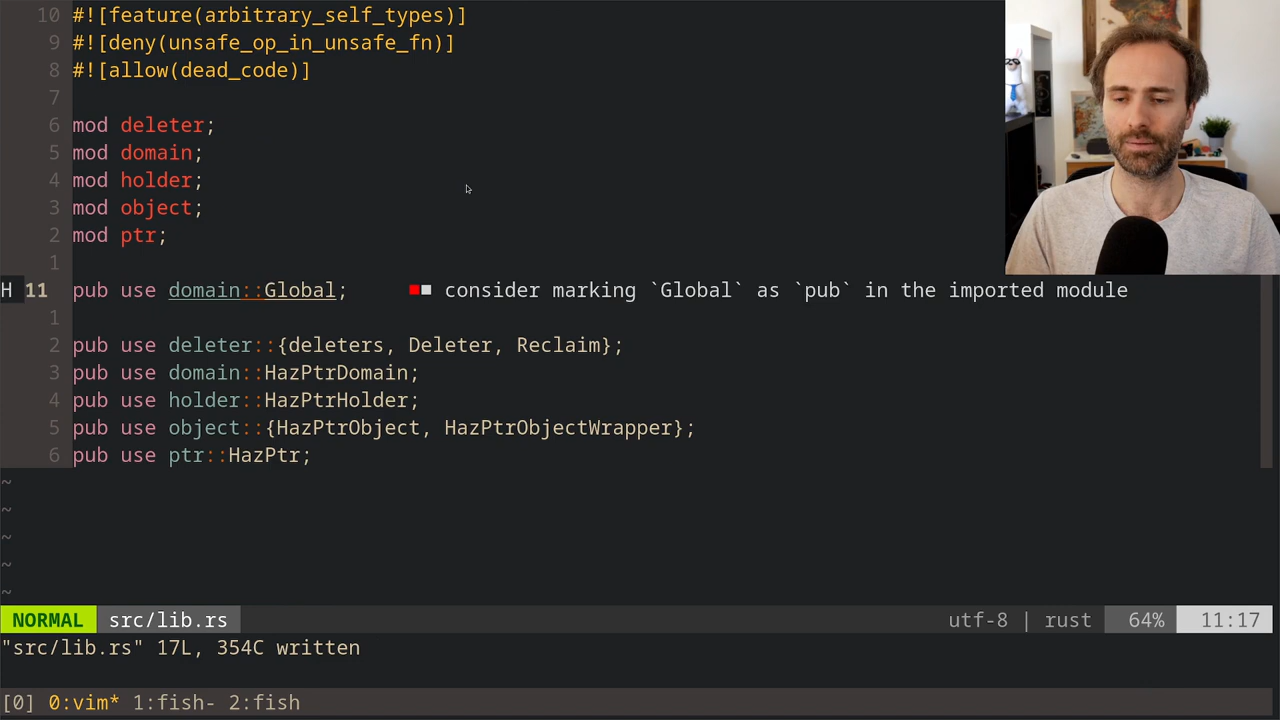 10 #![feature(arbitrary_self_types)]
9 #![deny(unsafe_op_in_unsafe_fn)]
8 #![allow(dead_code)]
7
6 mod deleter;
5 mod domain;
4 mod holder;
3 mod object;
2 mod ptr;
1
H 11 pub use domain::Global; consider marking `Global` as `pub` in the imported module
1
2 pub use deleter::{deleters, Deleter, Reclaim};
3 pub use domain::HazPtrDomain;
4 pub use holder::HazPtrHolder;
5 pub use object::{HazPtrObject, HazPtrObjectWrapper};
6 pub use ptr::HazPtr;
~
~
~
~
~
NORMAL src/lib.rs utf-8 | rust 64% 11:17
"src/lib.rs" 17L, 354C written
[0] 0:vim* 1:fish- 2:fish